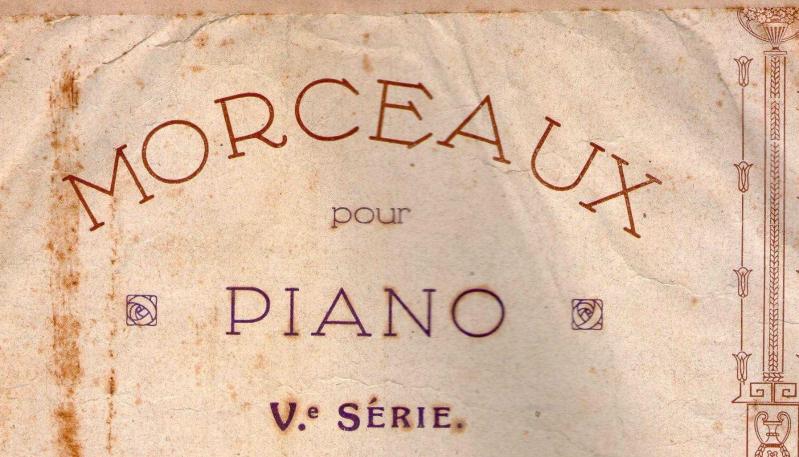 MORCEAUX
pour
PIANO
V.e SÉRIE.